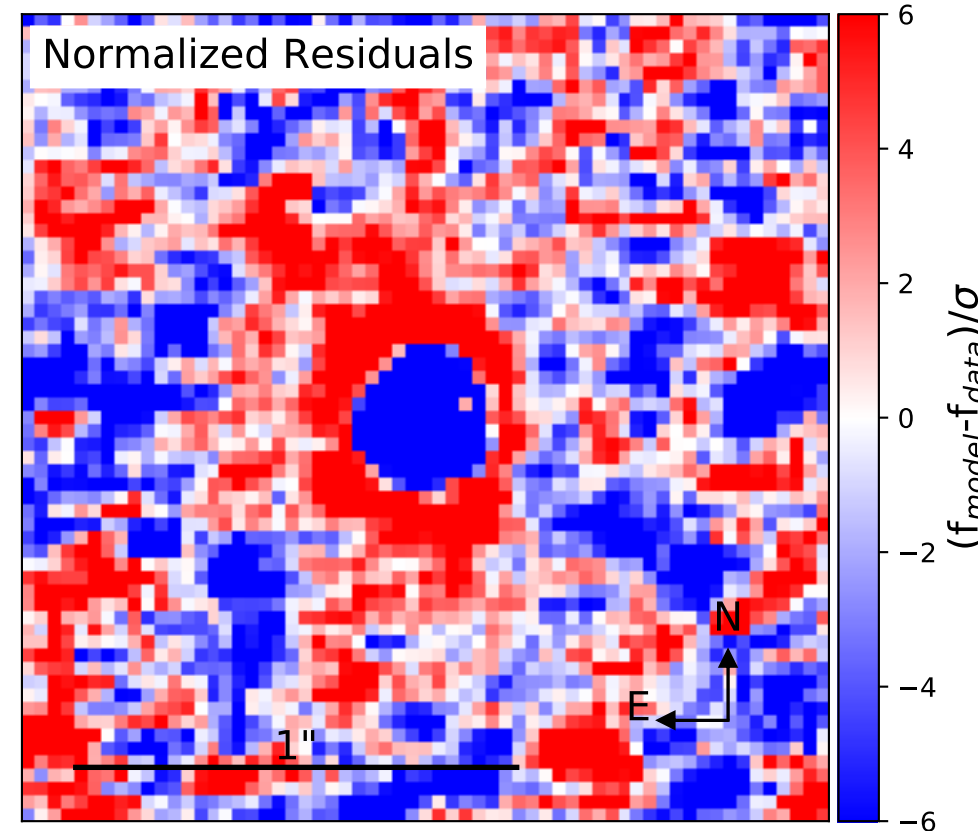 Normalized Residuals
6
4
2
0
−2
−4
−6
(f_model-f_data)/σ
N
E
1"